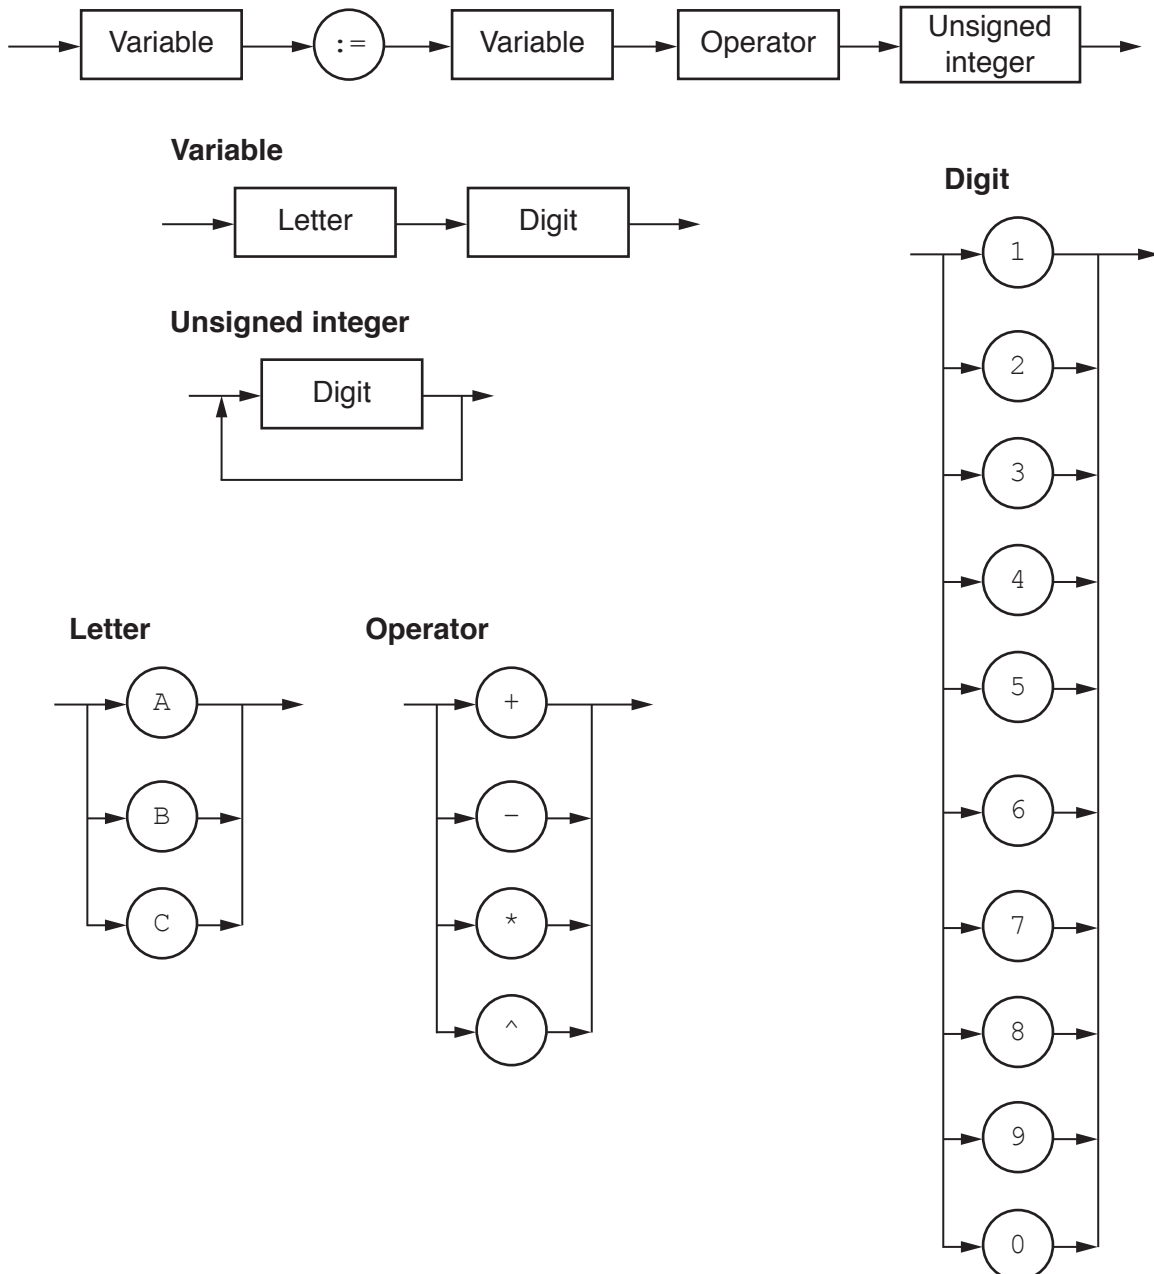 Variable := Variable Operator Unsigned integer
Variable
Letter Digit
Unsigned integer
Digit
Letter
A
B
C
Operator
+
-
*
^
Digit
1
2
3
4
5
6
7
8
9
0